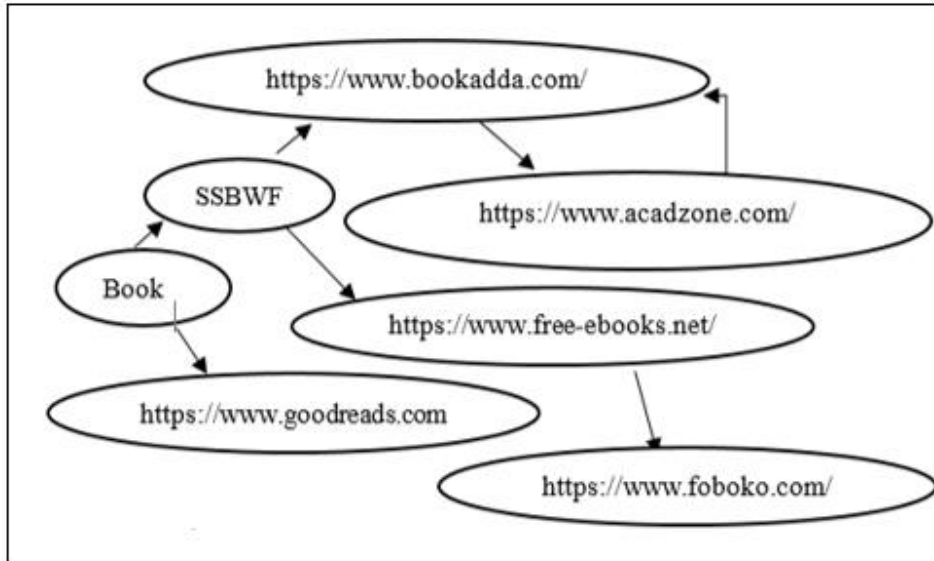 https://www.bookadda.com/
SSBWF
https://www.acadzone.com/
Book
https://www.free-ebooks.net/
https://www.goodreads.com
https://www.foboko.com/